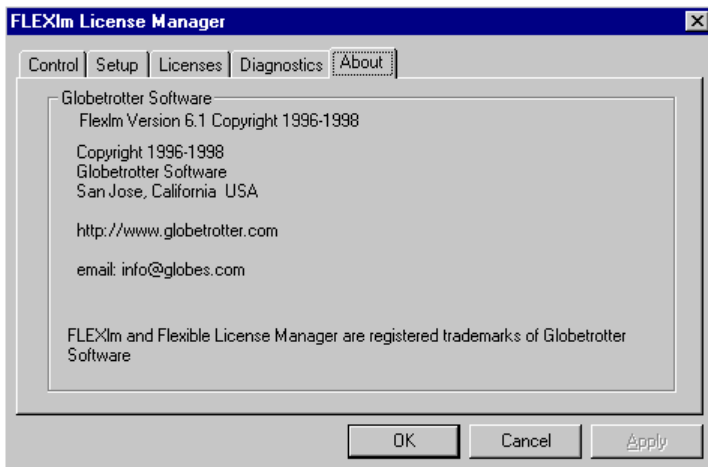 FLEXlm License Manager
Control Setup Licenses Diagnostics About
Globetrotter Software
Flexlm Version 6.1 Copyright 1996-1998
Copyright 1996-1998
Globetrotter Software
San Jose, California USA
http://www.globetrotter.com
email: info@globes.com
FLEXlm and Flexible License Manager are registered trademarks of Globetrotter
Software
OK Cancel Apply